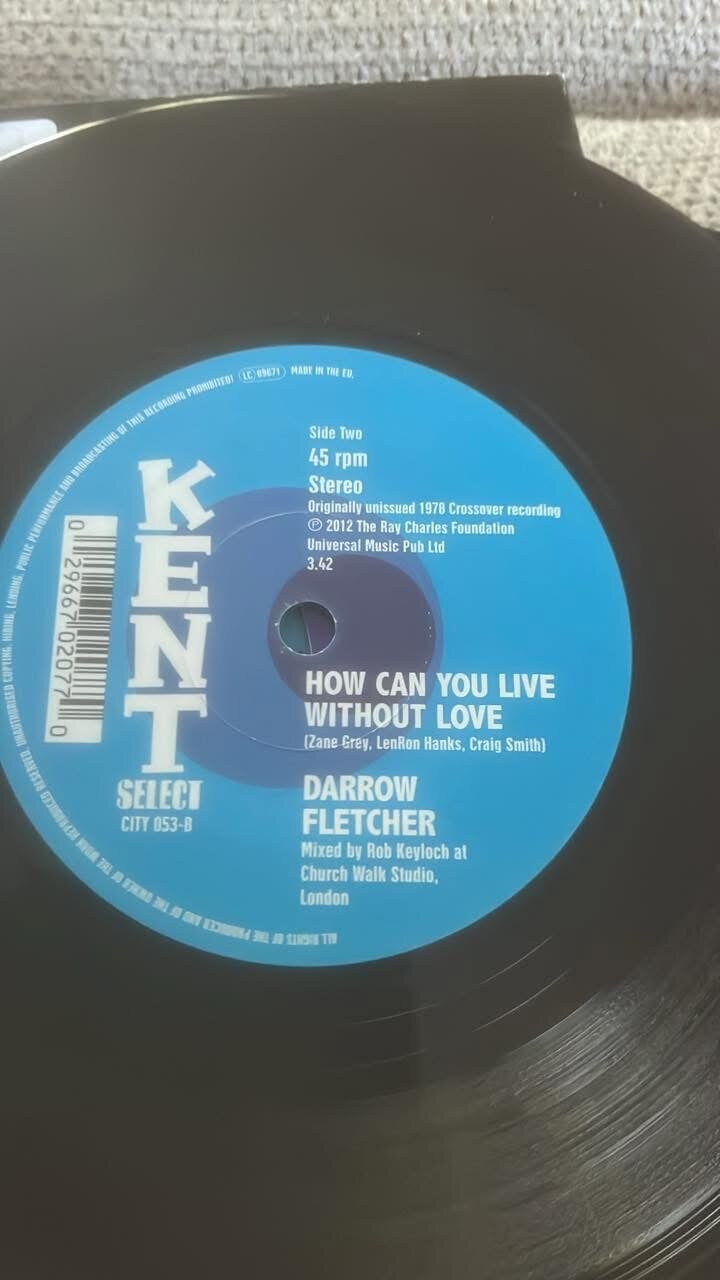 ALL RIGHTS OF THE PRODUCER AND OF THE OWNER OF THE WORK REPRODUCED RESERVED. UNAUTHORISED COPYING, HIRING, LENDING, PUBLIC PERFORMANCE AND BROADCASTING OF THIS RECORDING PROHIBITED! LC 09671 MADE IN THE EU.
KENT
SELECT
CITY 053-B
0 29667 02077 0
Side Two
45 rpm
Stereo
Originally unissued 1978 Crossover recording
℗ 2012 The Ray Charles Foundation
Universal Music Pub Ltd
3.42
HOW CAN YOU LIVE
WITHOUT LOVE
(Zane Grey, LenRon Hanks, Craig Smith)
DARROW
FLETCHER
Mixed by Rob Keyloch at
Church Walk Studio,
London